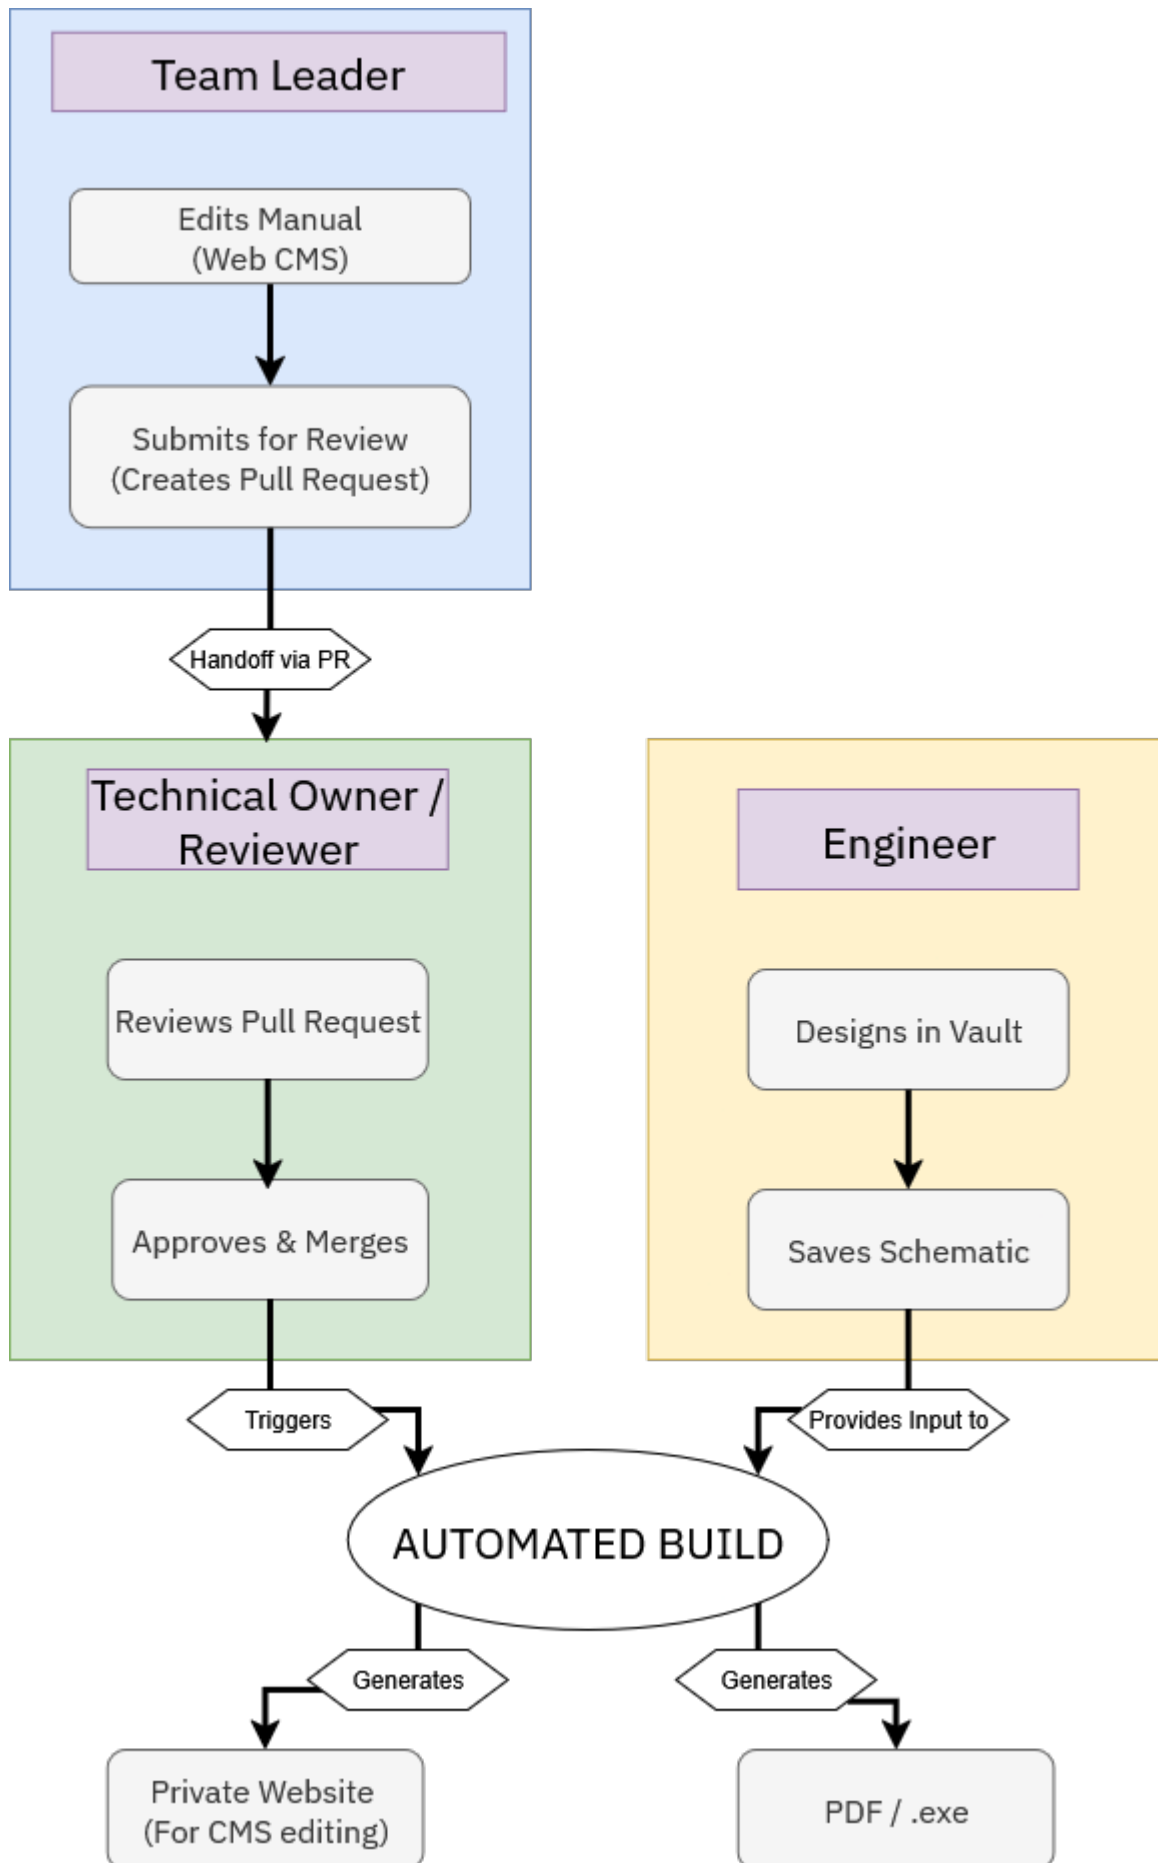 Team Leader
Edits Manual
(Web CMS)
Submits for Review
(Creates Pull Request)
Handoff via PR
Technical Owner /
Reviewer
Reviews Pull Request
Approves & Merges
Triggers
Engineer
Designs in Vault
Saves Schematic
Provides Input to
AUTOMATED BUILD
Generates
Private Website
(For CMS editing)
Generates
PDF / .exe